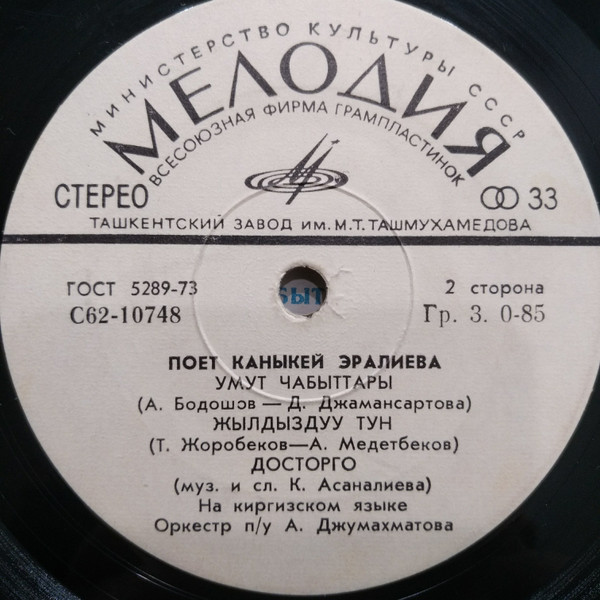 МИНИСТЕРСТВО КУЛЬТУРЫ СССР
МЕЛОДИЯ
ВСЕСОЮЗНАЯ ФИРМА ГРАМПЛАСТИНОК
СТЕРЕО
33
ТАШКЕНТСКИЙ ЗАВОД ИМ. М.Т. ТАШМУХАМЕДОВА
ГОСТ 5289-73
2 сторона
С62-10748
Гр. 3. 0-85
ПОЕТ КАНЫКЕЙ ЭРАЛИЕВА
УМУТ ЧАБЫТТАРЫ
(А. Бодошов — Д. Джамансартова)
ЖЫЛДЫЗДУУ ТУН
(Т. Жоробеков—А. Медетбеков)
ДОСТОРГО
(муз. и сл. К. Асаналиева)
На киргизском языке
Оркестр п/у А. Джумахматова